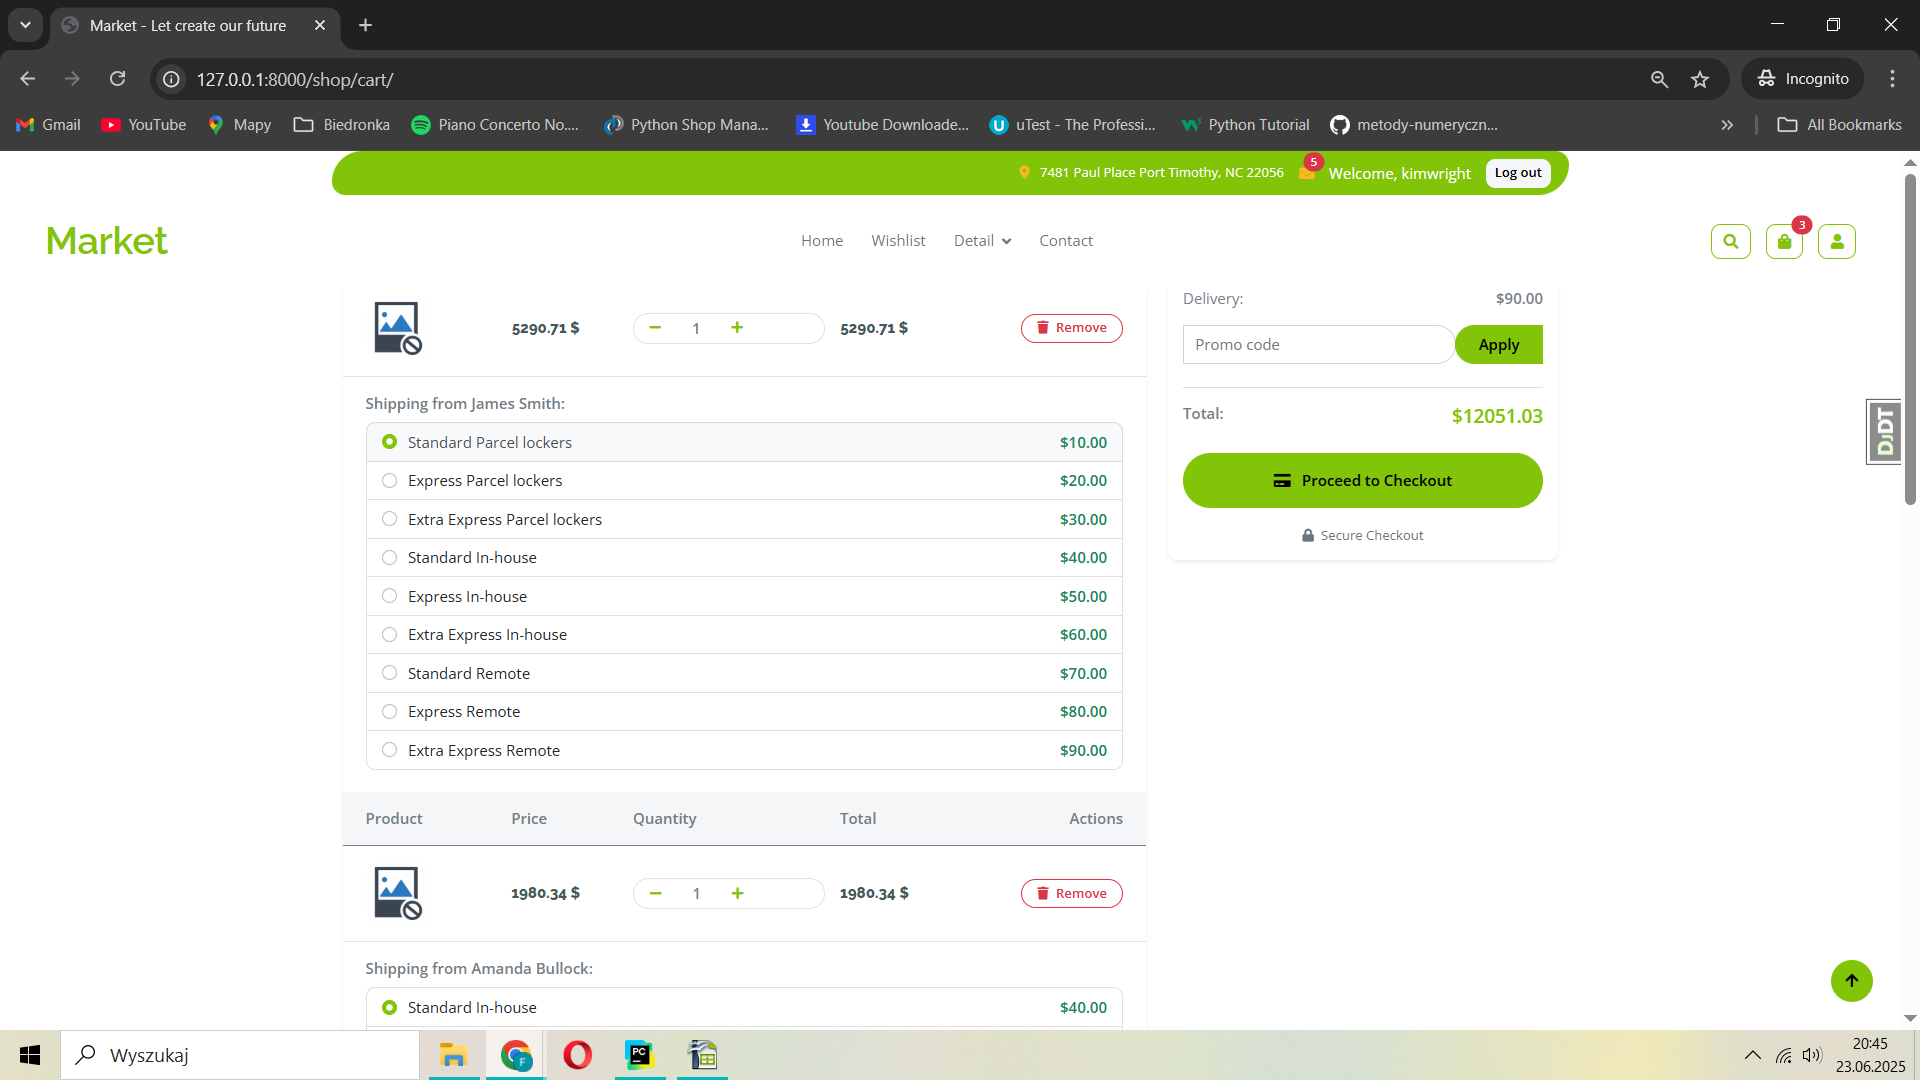 Market - Let create our future
127.0.0.1:8000/shop/cart/
Incognito
Gmail
YouTube
Mapy
Biedronka
Piano Concerto No....
Python Shop Mana...
Youtube Downloade...
uTest - The Professi...
Python Tutorial
metody-numeryczn...
All Bookmarks
7481 Paul Place Port Timothy, NC 22056
5
Welcome, kimwright
Log out
Market
Home
Wishlist
Detail
Contact
3
5290.71 $
1
5290.71 $
Remove
Delivery:
$90.00
Promo code
Apply
Total:
$12051.03
Proceed to Checkout
Secure Checkout
DJDT
Shipping from James Smith:
Standard Parcel lockers $10.00
Express Parcel lockers $20.00
Extra Express Parcel lockers $30.00
Standard In-house $40.00
Express In-house $50.00
Extra Express In-house $60.00
Standard Remote $70.00
Express Remote $80.00
Extra Express Remote $90.00
Product Price Quantity Total Actions
1980.34 $
1
1980.34 $
Remove
Shipping from Amanda Bullock:
Standard In-house $40.00
Wyszukaj
F
PC
20:45
23.06.2025